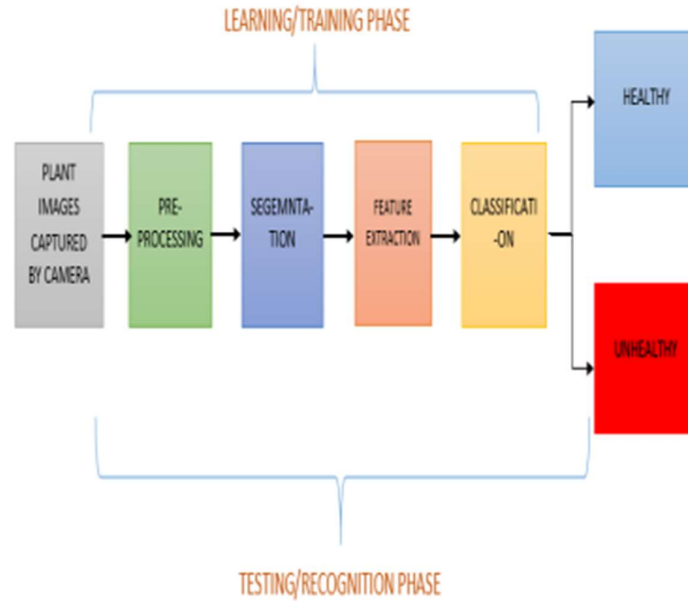 LEARNING/TRAINING PHASE
PLANT
IMAGES
CAPTURED
BY CAMERA
PRE-
PROCESSING
SEGEMNTA-
TION
FEATURE
EXTRACTION
CLASSIFICATI
-ON
HEALTHY
UNHEALTHY
TESTING/RECOGNITION PHASE